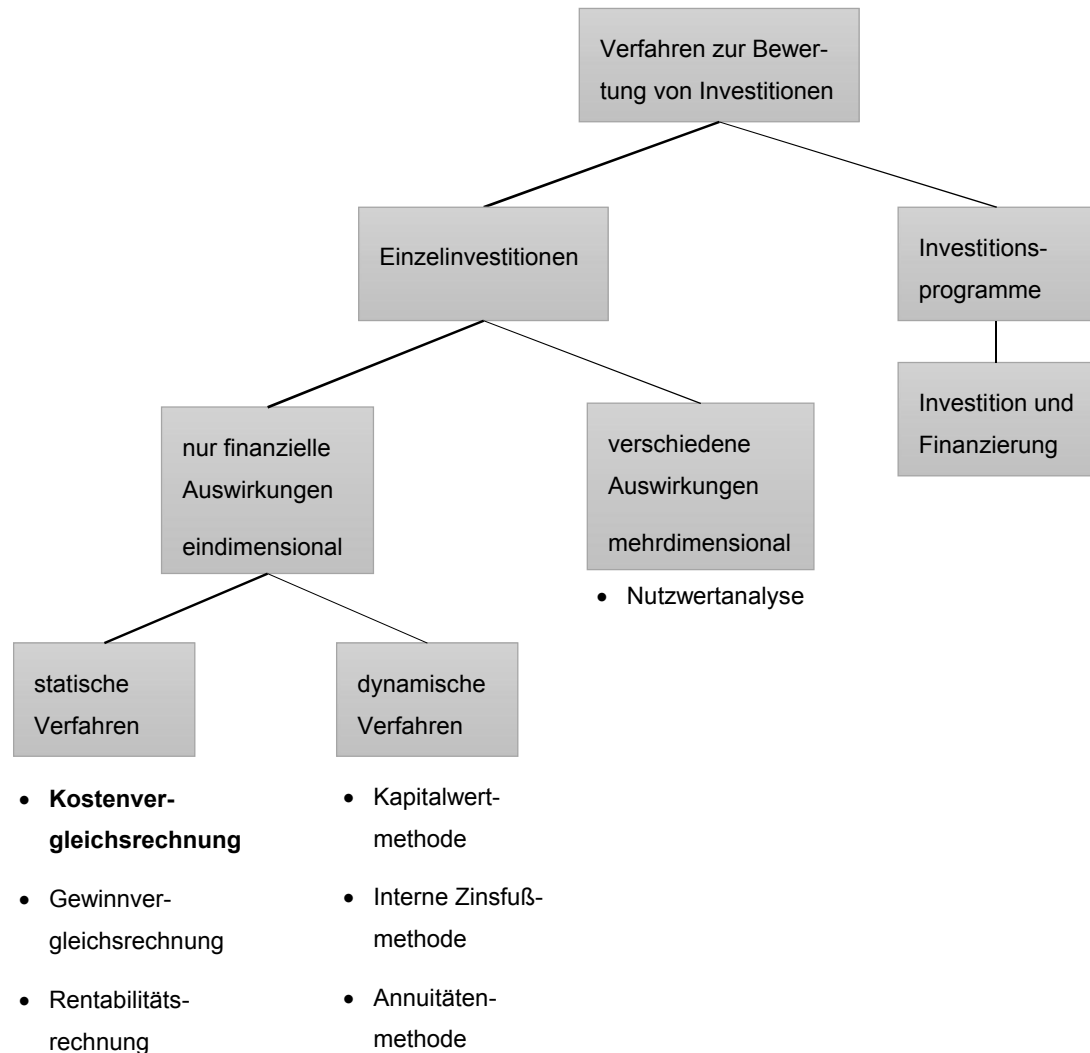 Verfahren zur Bewer-
tung von Investitionen
Einzelinvestitionen
Investitions-
programme
nur finanzielle
Auswirkungen
eindimensional
verschiedene
Auswirkungen
mehrdimensional
Investition und
Finanzierung
• Nutzwertanalyse
statische
Verfahren
dynamische
Verfahren
• Kostenver-
gleichsrechnung
• Gewinnver-
gleichsrechnung
• Rentabilitäts-
rechnung
• Kapitalwert-
methode
• Interne Zinsfuß-
methode
• Annuitäten-
methode